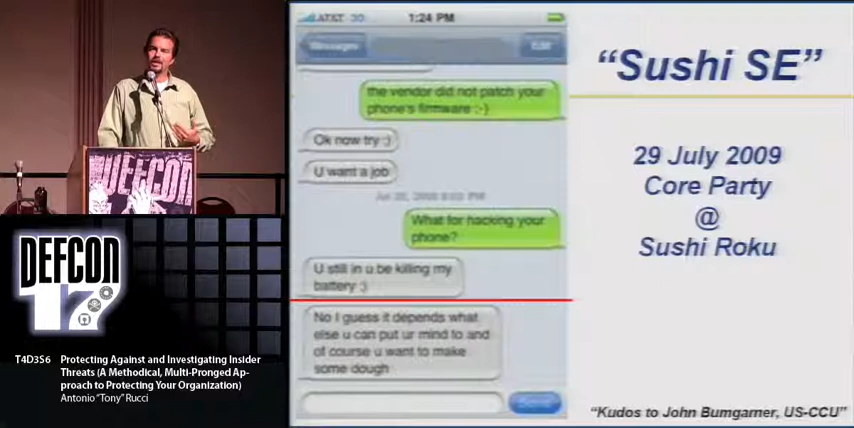 AT&T 3G 1:24 PM
Messages Edit
the vendor did not patch your
phone's firmware ;-)
Ok now try :)
U want a job
What for hacking your
phone?
U still in u be killing my
battery :)
No I guess it depends what
else u can put ur mind to and
of course u want to make
some dough
Send
“Sushi SE”
29 July 2009
Core Party
@
Sushi Roku
“Kudos to John Bumgarner, US-CCU”
DEFCON
DEFCON
17
T4D3S6 Protecting Against and Investigating Insider
Threats (A Methodical, Multi-Pronged Ap-
proach to Protecting Your Organization)
Antonio “Tony” Rucci